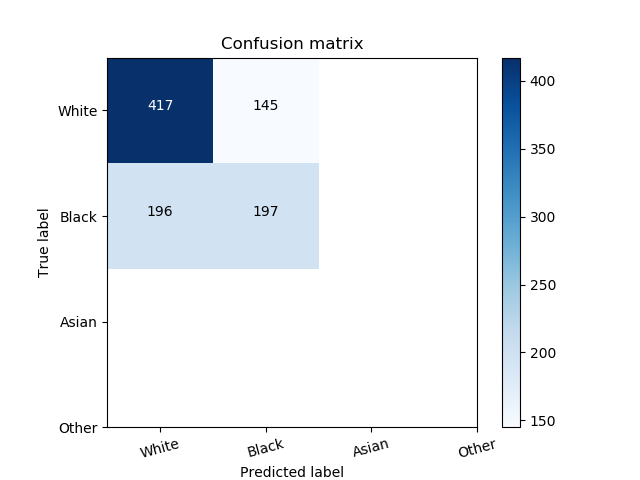 Confusion matrix
White
417
145
400
350
Black
196
197
300
250
Asian
200
Other
150
White
Black
Asian
Other
True label
Predicted label